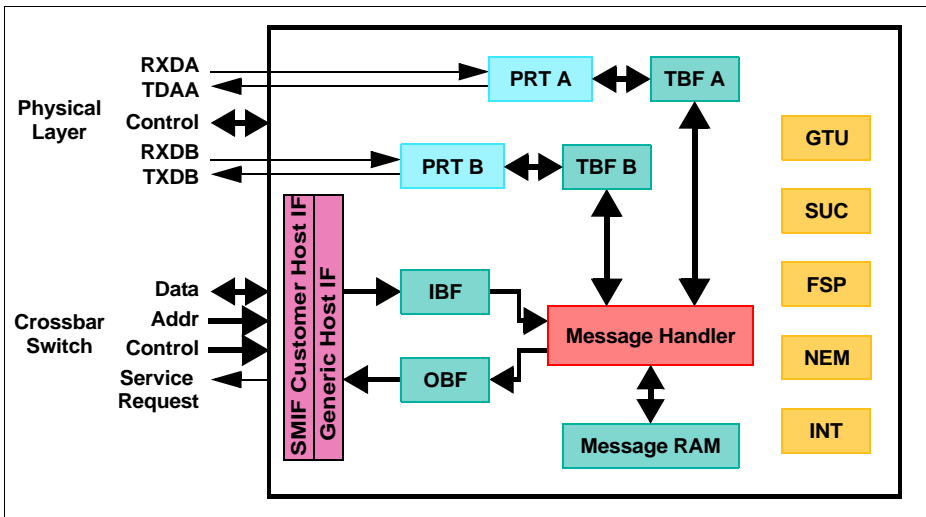 RXDA
TDAA
Physical
Layer
Control
RXDB
TXDB
PRT A
TBF A
PRT B
TBF B
GTU
SUC
FSP
NEM
INT
SMIF Customer Host IF
Generic Host IF
Data
Addr
Crossbar
Switch
Control
Service
Request
IBF
OBF
Message Handler
Message RAM